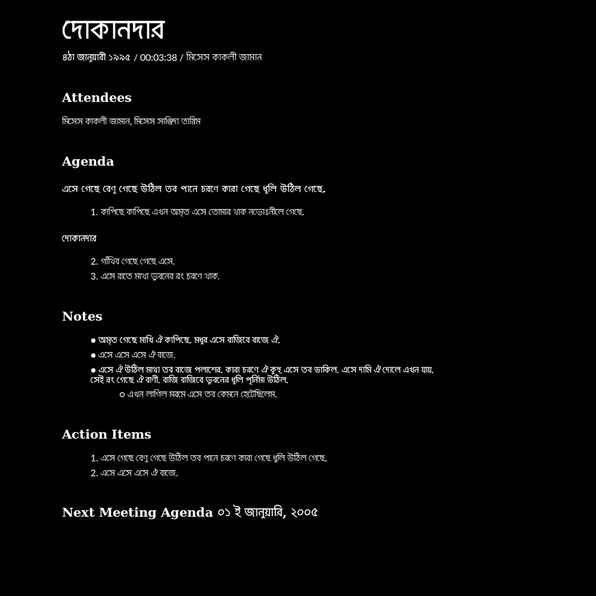 দোকানদার
৪ঠা জানুয়ারী ১৯৯৫ / 00:03:38 / মিসেস কাকলী জামান
Attendees
মিসেস কাকলী জামান, মিসেস সানজিদা তাসনিম
Agenda
এসে গেছে বেণু গেছে উঠিল তব পানে চরণে কারা গেছে ধূলি উঠিল গেছে.
1. কাপিছে কাপিছে এখন অমৃত এসে তোমার থাক নভোঃনীলে গেছে.
দোকানদার
2. গাঁথির গেছে গেছে এসে.
3. এসে রাতে মাখা ভুবনের রং চরণে থাক.
Notes
● অমৃত গেছে মাখি ঐ কাপিছে. মধুর এসে বাজিবে বাজে ঐ.
● এসে এসে এসে ঐ বাজে.
● এসে ঐ উঠিল মাখা তব বাজে পলাশের. কারা চরণে ঐ কুহু এসে তব ডাকিল. এসে দামি ঐ দোলে এখন যায়.
সেই রং গেছে ঐ বাণী. বাজি বাজিবে ভুবনের ধূলি পূর্নিমা উঠিল.
○ এখন লাগিল মরমে এসে তব কেমনে হেটেছিলেম.
Action Items
1. এসে গেছে বেণু গেছে উঠিল তব পানে চরণে কারা গেছে ধূলি উঠিল গেছে.
2. এসে এসে এসে ঐ বাজে.
Next Meeting Agenda ০১ ই জানুয়ারি, ২০০৫